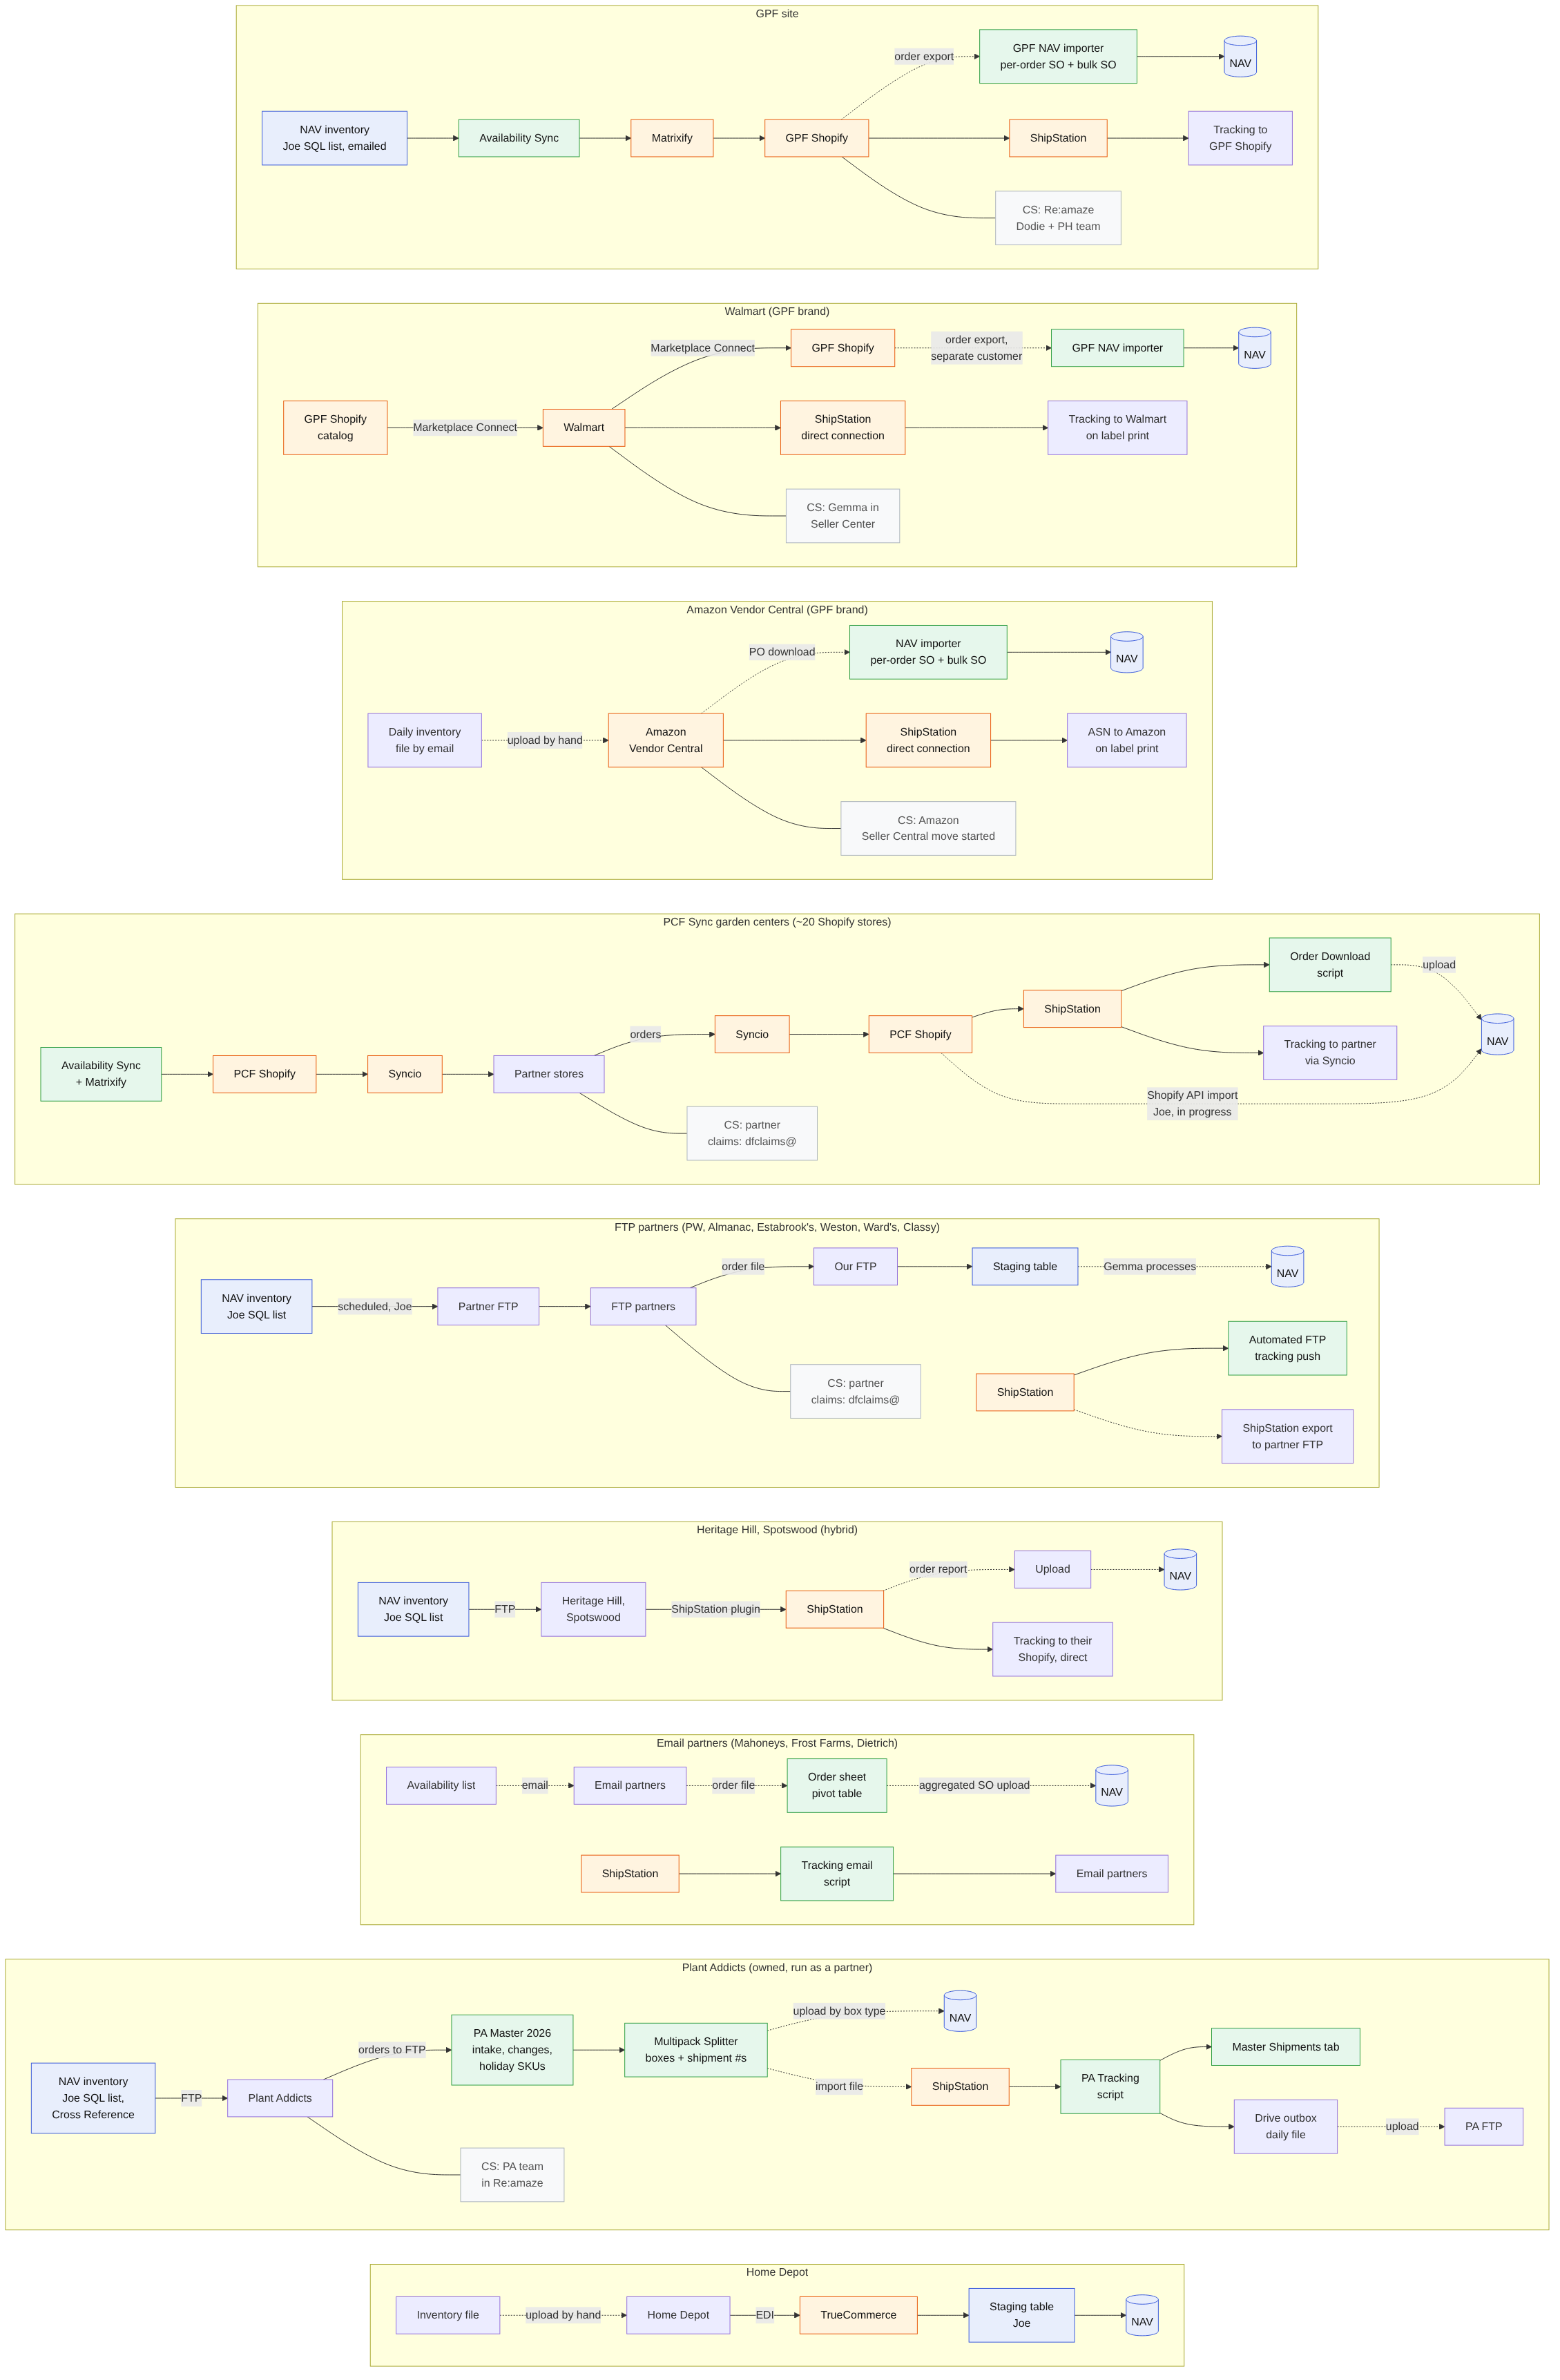 GPF site
order export
GPF NAV importer
per-order SO + bulk SO
NAV
NAV inventory
Joe SQL list, emailed
Availability Sync
Matrixify
GPF Shopify
ShipStation
Tracking to
GPF Shopify
CS: Re:amaze
Dodie + PH team
Walmart (GPF brand)
Marketplace Connect
GPF Shopify
order export,
separate customer
GPF NAV importer
NAV
GPF Shopify
catalog
Marketplace Connect
Walmart
ShipStation
direct connection
Tracking to Walmart
on label print
CS: Gemma in
Seller Center
Amazon Vendor Central (GPF brand)
PO download
NAV importer
per-order SO + bulk SO
NAV
Daily inventory
file by email
upload by hand
Amazon
Vendor Central
ShipStation
direct connection
ASN to Amazon
on label print
CS: Amazon
Seller Central move started
PCF Sync garden centers (~20 Shopify stores)
Order Download
script
upload
ShipStation
orders
Syncio
PCF Shopify
NAV
Tracking to partner
via Syncio
Availability Sync
+ Matrixify
PCF Shopify
Syncio
Partner stores
Shopify API import
Joe, in progress
CS: partner
claims: dfclaims@
FTP partners (PW, Almanac, Estabrook's, Weston, Ward's, Classy)
order file
Our FTP
Staging table
Gemma processes
NAV
NAV inventory
Joe SQL list
scheduled, Joe
Partner FTP
FTP partners
Automated FTP
tracking push
CS: partner
claims: dfclaims@
ShipStation
ShipStation export
to partner FTP
Heritage Hill, Spotswood (hybrid)
order report
Upload
NAV
NAV inventory
Joe SQL list
FTP
Heritage Hill,
Spotswood
ShipStation plugin
ShipStation
Tracking to their
Shopify, direct
Email partners (Mahoneys, Frost Farms, Dietrich)
Availability list
email
Email partners
order file
Order sheet
pivot table
aggregated SO upload
NAV
ShipStation
Tracking email
script
Email partners
Plant Addicts (owned, run as a partner)
upload by box type
NAV
orders to FTP
PA Master 2026
intake, changes,
holiday SKUs
Multipack Splitter
boxes + shipment #s
Master Shipments tab
NAV inventory
Joe SQL list,
Cross Reference
FTP
Plant Addicts
import file
ShipStation
PA Tracking
script
Drive outbox
daily file
upload
PA FTP
CS: PA team
in Re:amaze
Home Depot
Inventory file
upload by hand
Home Depot
EDI
TrueCommerce
Staging table
Joe
NAV